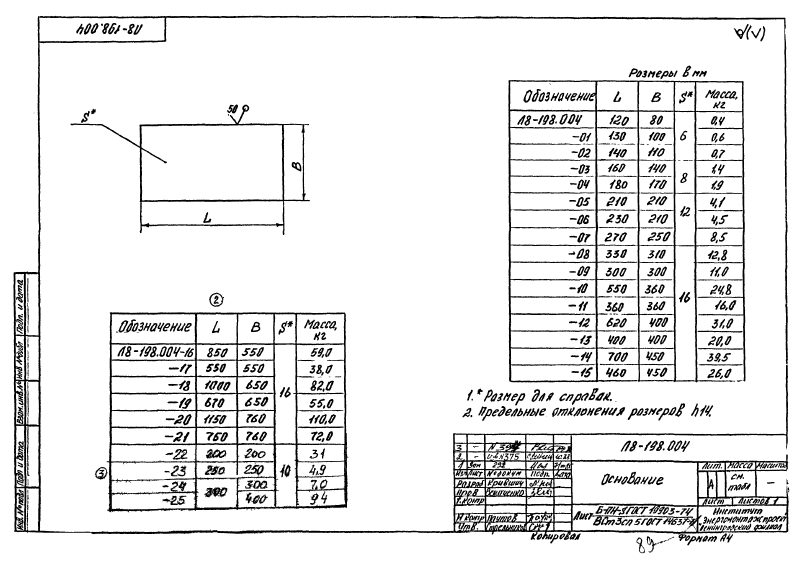 Л8-198.004
(√)
Размеры в мм
Обозначение L B S* Масса, кг
Л8-198.004 120 80 6 0,4
-01 130 100 0,6
-02 140 110 0,7
-03 160 140 8 1,4
-04 180 170 1,9
-05 210 210 12 4,1
-06 230 210 4,5
-07 270 250 8,5
-08 330 310 16 12,8
-09 300 300 11,0
-10 550 360 24,8
-11 360 360 16,0
-12 620 400 31,0
-13 400 400 20,0
-14 700 450 39,5
-15 460 450 26,0
50
S*
B
L
2
Обозначение L B S* Масса, кг
Л8-198.004-16 850 550 16 59,0
-17 550 550 38,0
-18 1000 650 82,0
-19 670 650 55,0
-20 1150 760 110,0
-21 760 760 72,0
-22 200 200 10 3,1
-23 250 250 4,9
-24 300 300 7,0
-25 400 9,4
3
1.* Размер для справок.
2. Предельные отклонения размеров h14.
Л8-198.004
Основание
Лит. Масса Масштаб
А см. табл —
Лист Листов 1
Изм Лист № докум Подп. Дата
Разраб
Пров
Т.контр
Н контр
Утв.
Лист Б-ПН-91 ГОСТ 19903-74
ВСт3сп5 ГОСТ 14637-
Институт
Энергомонтажпроект
Ленинградский филиал
Копировал
89
Формат А4
Инв № подл Подп и дата Взам инв № Инв № дубл Подп. и дата